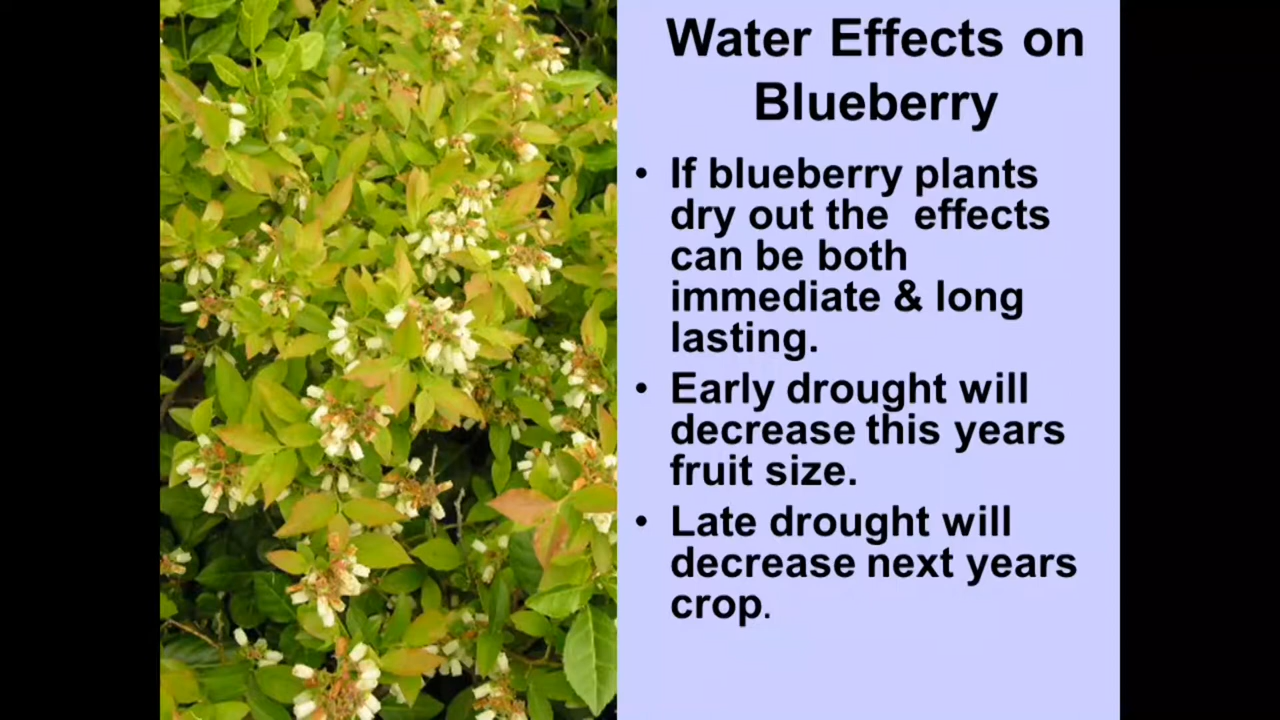 Water Effects on
Blueberry
• If blueberry plants
dry out the  effects
can be both
immediate & long
lasting.
• Early drought will
decrease this years
fruit size.
• Late drought will
decrease next years
crop.